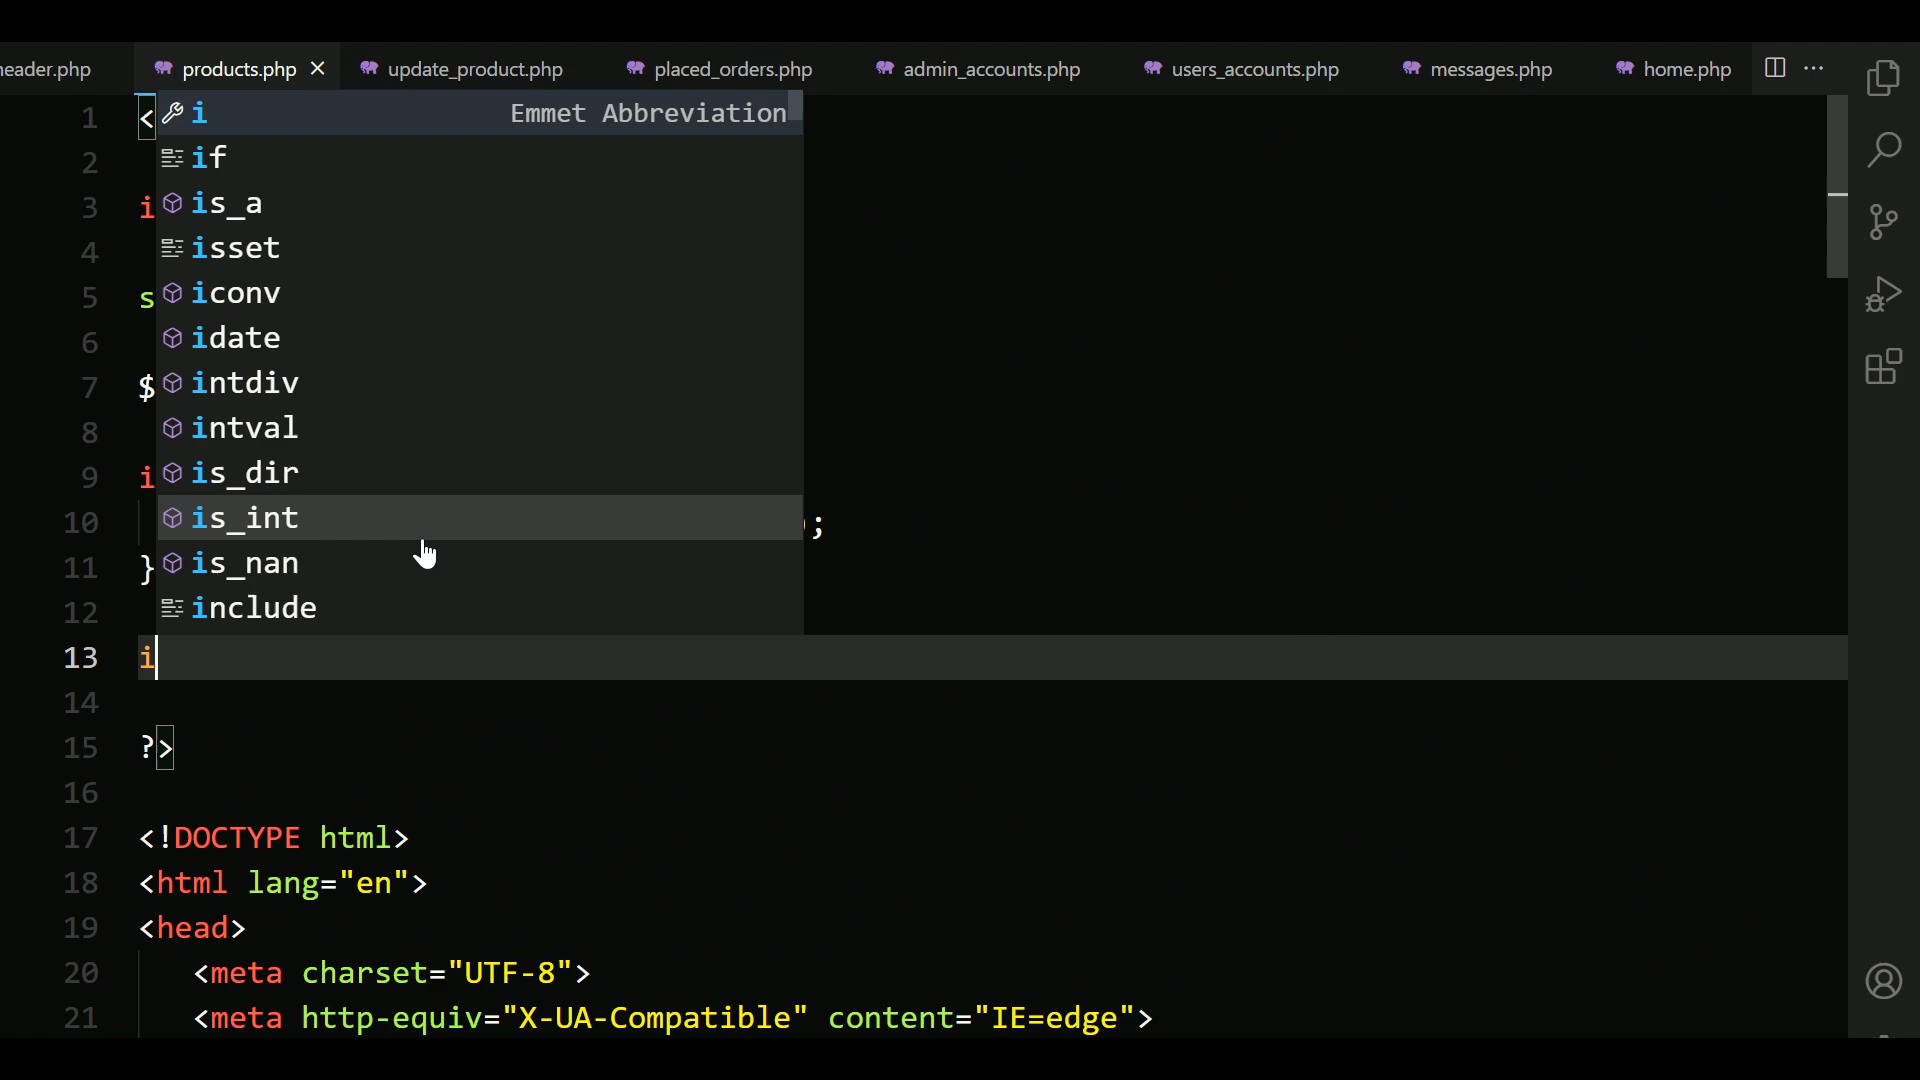 eader.php products.php update_product.php placed_orders.php admin_accounts.php users_accounts.php messages.php home.php
1 < i Emmet Abbreviation
2 if
3 i is_a
4 isset
5 s iconv
6 idate
7 $ intdiv
8 intval
9 i is_dir
10 is_int );
11 } is_nan
12 include
13 i
14
15 ?>
16
17 <!DOCTYPE html>
18 <html lang="en">
19 <head>
20 <meta charset="UTF-8">
21 <meta http-equiv="X-UA-Compatible" content="IE=edge">